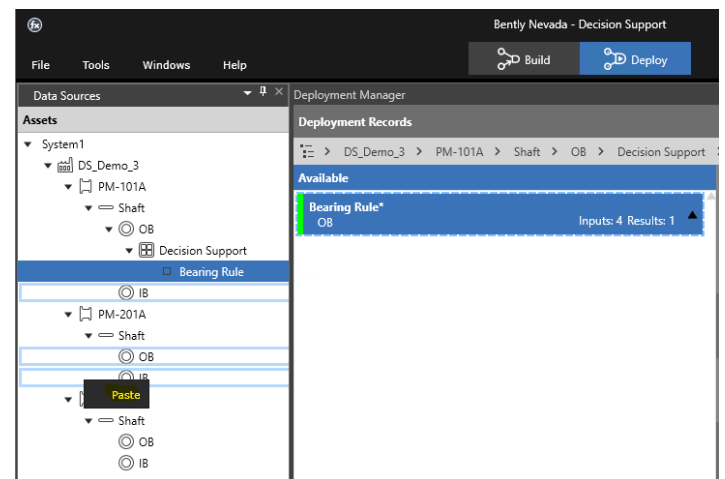 fx
Bently Nevada - Decision Support
File Tools Windows Help
Build Deploy
Data Sources
Deployment Manager
Assets
Deployment Records
System1
DS_Demo_3
PM-101A
Shaft
OB
Decision Support
Bearing Rule
IB
PM-201A
Shaft
OB
IB
Paste
Shaft
OB
IB
DS_Demo_3 > PM-101A > Shaft > OB > Decision Support
Available
Bearing Rule*
OB
Inputs: 4 Results: 1